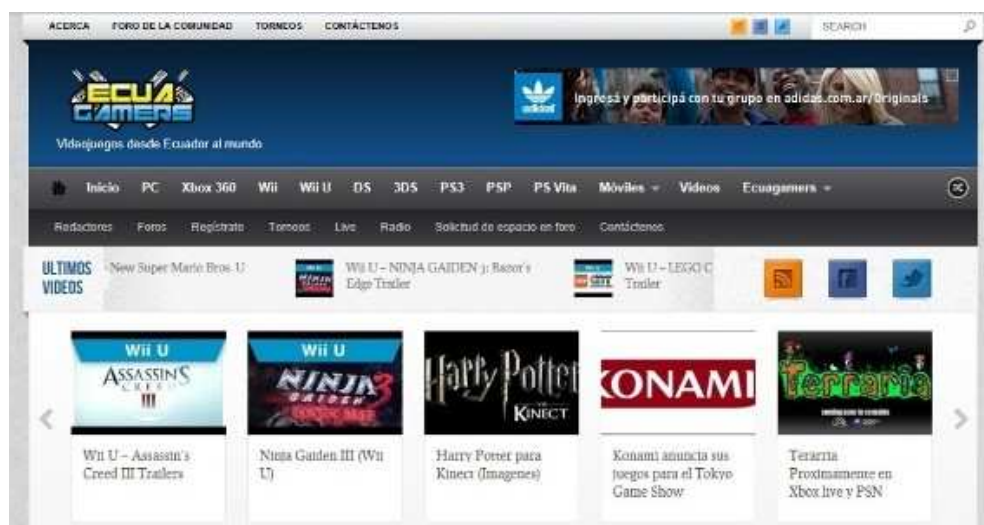 ACERCA FORO DE LA COMUNIDAD TORNEOS CONTÁCTENOS SEARCH
ECUA
GAMERS
Videojuegos desde Ecuador al mundo
adidas
Ingresá y participá con tu grupo en adidas.com.ar/Originals
Inicio PC Xbox 360 Wii Wii U DS 3DS PS3 PSP PS Vita Móviles Videos Ecuagamers
Redactores Foros Regístrate Torneos Live Radio Solicitud de espacio en foro Contáctenos
ULTIMOS
VIDEOS
New Super Mario Bros. U
Wii U – NINJA GAIDEN 3: Razor's
Edge Trailer
Wii U – LEGO C
Trailer
Wii U
ASSASSIN'S
CREED
III
Wii U
NINJA
GAIDEN 3
Harry Potter
KINECT
KONAMI
Terraria
coming soon to consoles
Wii U – Assassin's
Creed III Trailers
Ninja Gaiden III (Wii
U)
Harry Potter para
Kinect (Imagenes)
Konami anuncia sus
juegos para el Tokyo
Game Show
Terarria
Proximamente en
Xbox live y PSN